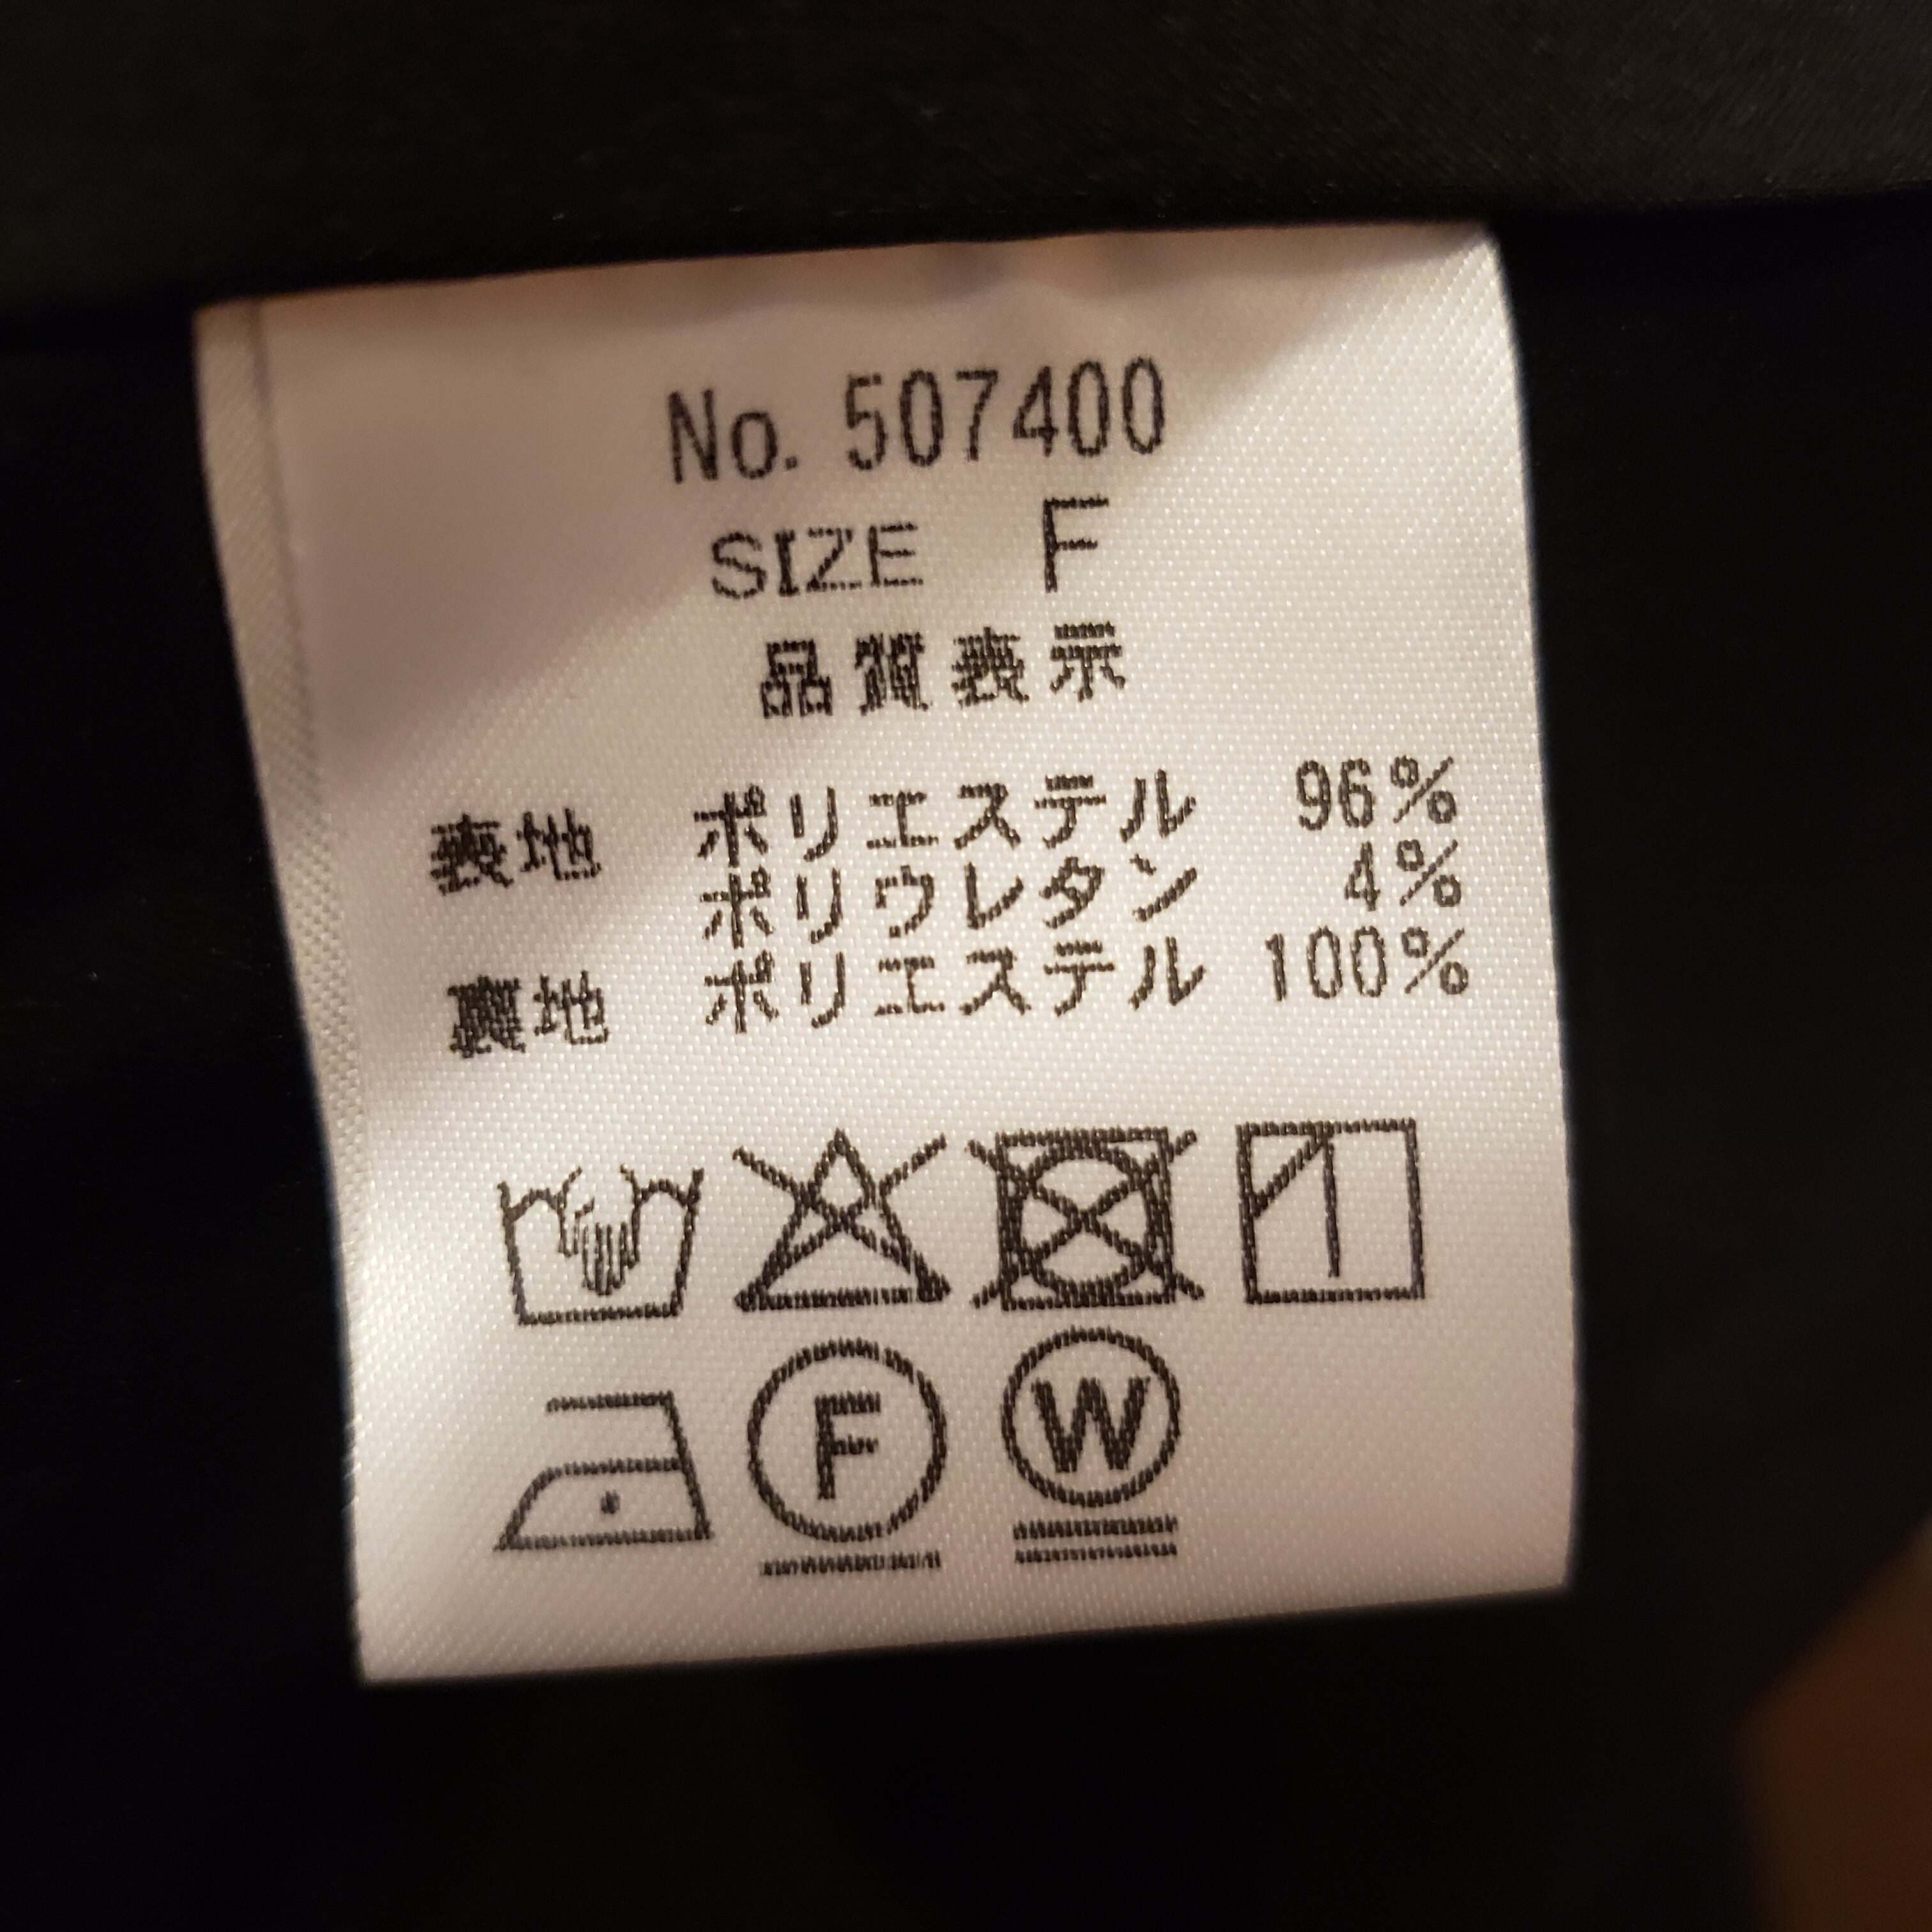 No. 507400
SIZE F
品質表示
表地 ポリエステル 96%
ポリウレタン 4%
裏地 ポリエステル 100%
F
W